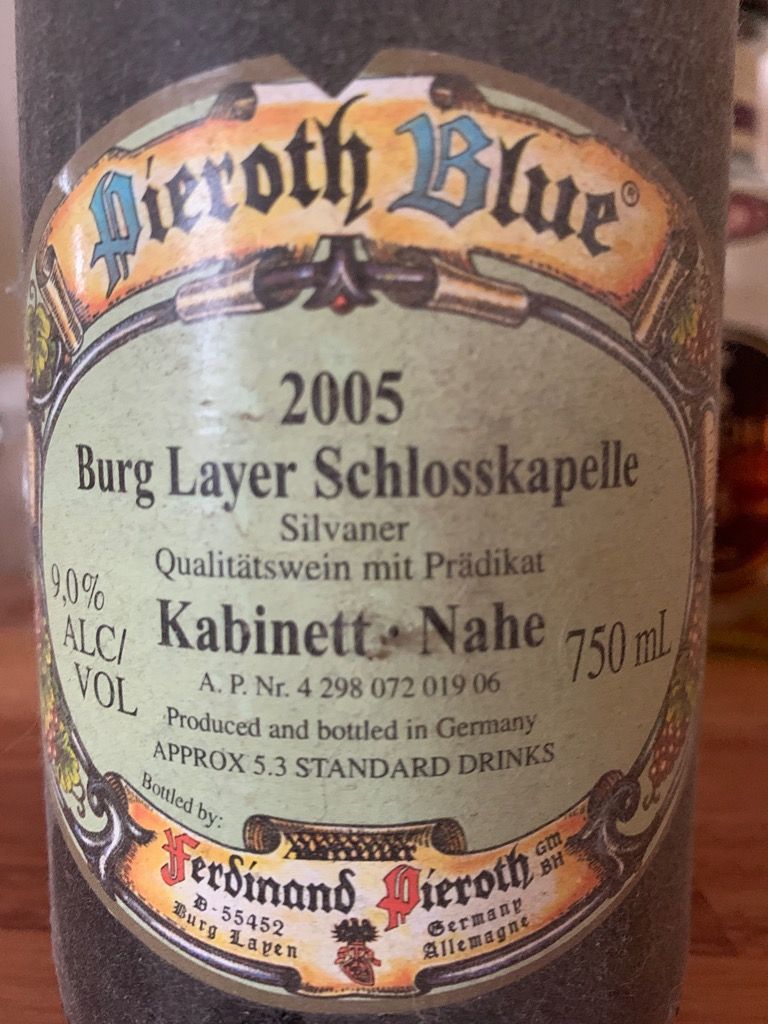 Pieroth Blue®
2005
Burg Layer Schlosskapelle
Silvaner
Qualitätswein mit Prädikat
9,0%
ALC/
VOL
Kabinett · Nahe
750 mL
A. P. Nr. 4 298 072 019 06
Produced and bottled in Germany
APPROX 5.3 STANDARD DRINKS
Bottled by:
Ferdinand Pieroth GMBH
D-55452
Burg Layen
Germany
Allemagne